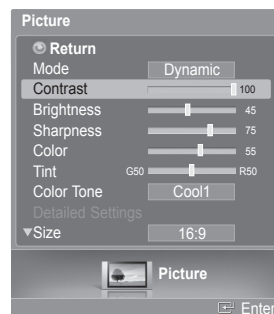 Picture
Return
Mode Dynamic
Contrast 100
Brightness 45
Sharpness 75
Color 55
Tint G50 R50
Color Tone Cool1
Detailed Settings
▼Size 16:9
Picture
Enter